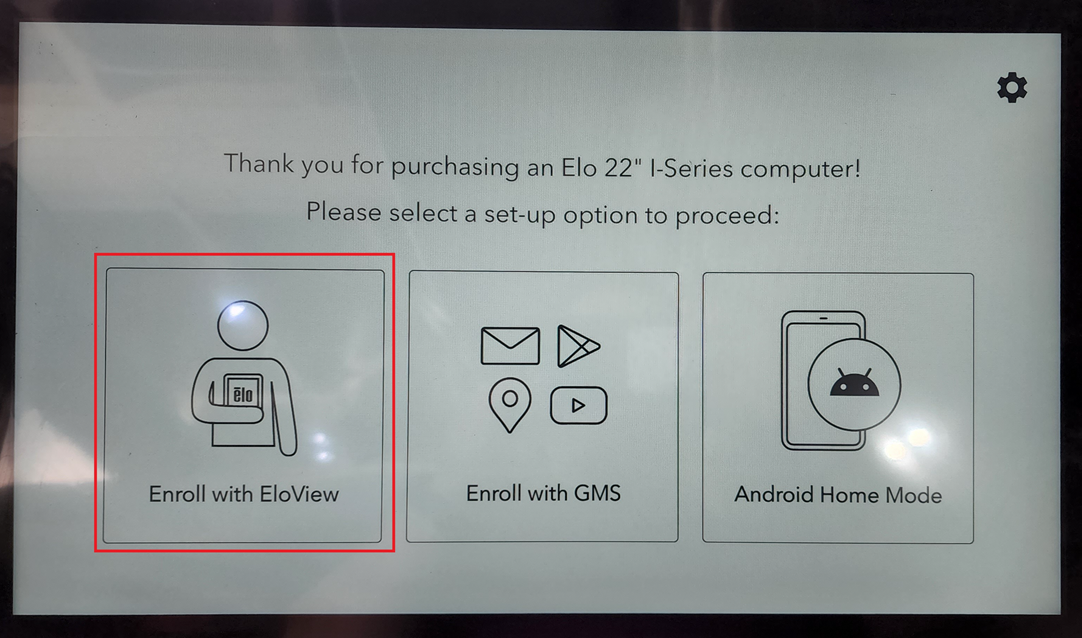 Thank you for purchasing an Elo 22" I-Series computer!
Please select a set-up option to proceed:
elo
Enroll with EloView
Enroll with GMS
Android Home Mode